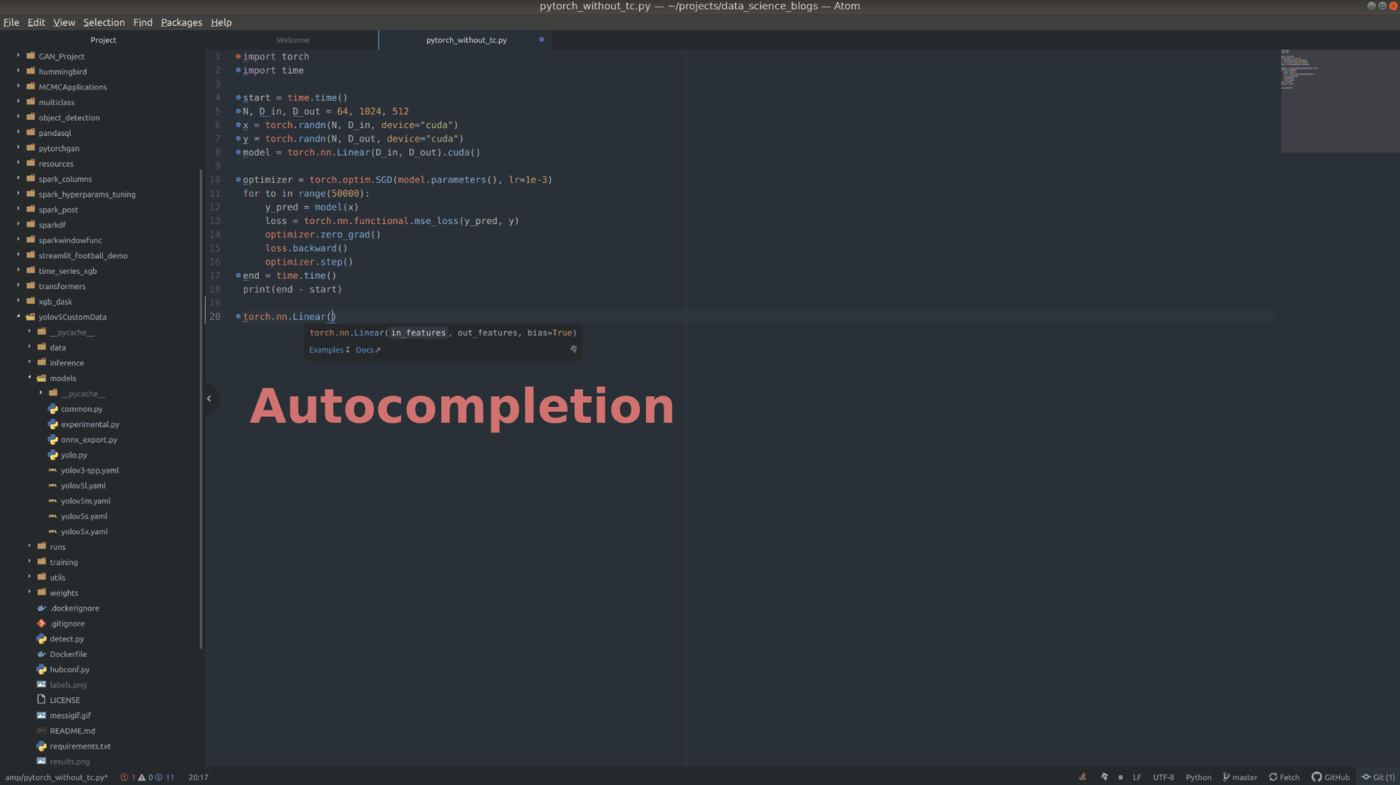 pytorch_without_tc.py — ~/projects/data_science_blogs — Atom
File Edit View Selection Find Packages Help
Project
GAN_Project
hummingbird
MCMCApplications
multiclass
object_detection
pandasql
pytorchgan
resources
spark_columns
spark_hyperparams_tuning
spark_post
sparkdf
sparkwindowfunc
streamlit_football_demo
time_series_xgb
transformers
xgb_dask
yolov5CustomData
__pycache__
data
inference
models
__pycache__
common.py
experimental.py
onnx_export.py
yolo.py
yolov3-spp.yaml
yolov5l.yaml
yolov5m.yaml
yolov5s.yaml
yolov5x.yaml
runs
training
utils
weights
.dockerignore
.gitignore
detect.py
Dockerfile
hubconf.py
labels.png
LICENSE
messigif.gif
README.md
requirements.txt
results.png
Welcome
pytorch_without_tc.py
1 import torch
2 import time
3
4 start = time.time()
5 N, D_in, D_out = 64, 1024, 512
6 x = torch.randn(N, D_in, device="cuda")
7 y = torch.randn(N, D_out, device="cuda")
8 model = torch.nn.Linear(D_in, D_out).cuda()
9
10 optimizer = torch.optim.SGD(model.parameters(), lr=1e-3)
11 for to in range(50000):
12 y_pred = model(x)
13 loss = torch.nn.functional.mse_loss(y_pred, y)
14 optimizer.zero_grad()
15 loss.backward()
16 optimizer.step()
17 end = time.time()
18 print(end - start)
19
20 torch.nn.Linear()
torch.nn.Linear(in_features, out_features, bias=True)
Examples Docs
Autocompletion
amp/pytorch_without_tc.py* 1 0 11 20:17
LF UTF-8 Python master Fetch GitHub Git (1)